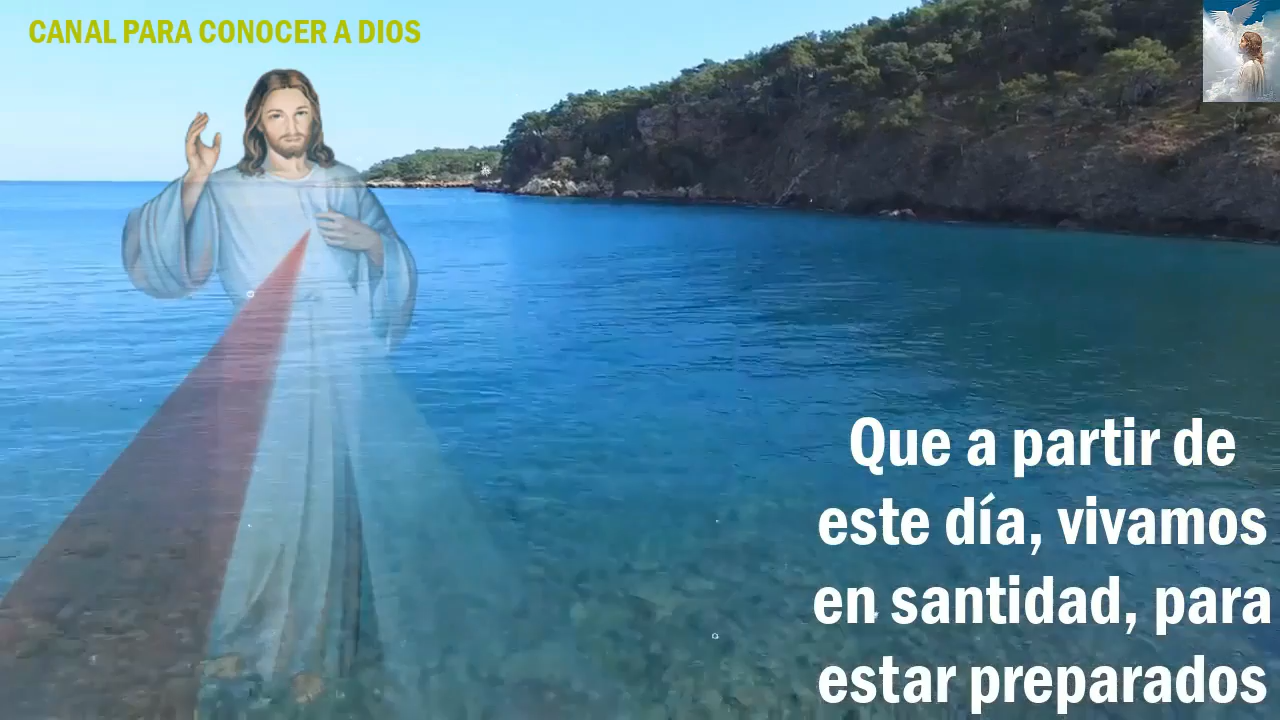 CANAL PARA CONOCER A DIOS
Que a partir de
este día, vivamos
en santidad, para
estar preparados